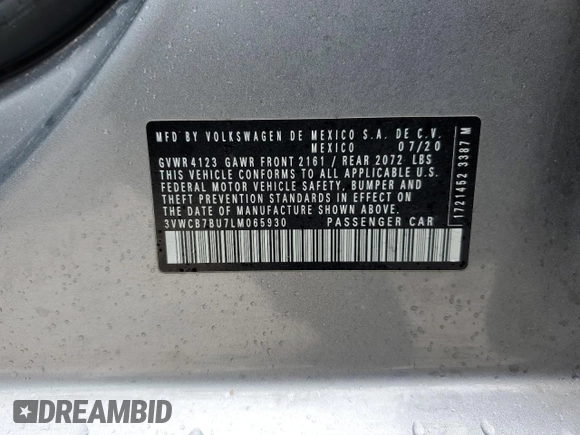 MFD BY VOLKSWAGEN DE MEXICO S.A. DE C.V.
MEXICO 07/20
GVWR 4123 GAWR FRONT 2161 / REAR 2072 LBS
THIS VEHICLE CONFORMS TO ALL APPLICABLE U.S.
FEDERAL MOTOR VEHICLE SAFETY, BUMPER AND
THEFT PREVENTION STANDARDS IN EFFECT ON
THE DATE OF MANUFACTURE SHOWN ABOVE.
3VWCB7BU7LM065930 PASSENGER CAR
1721452 3387 M
DREAMBID